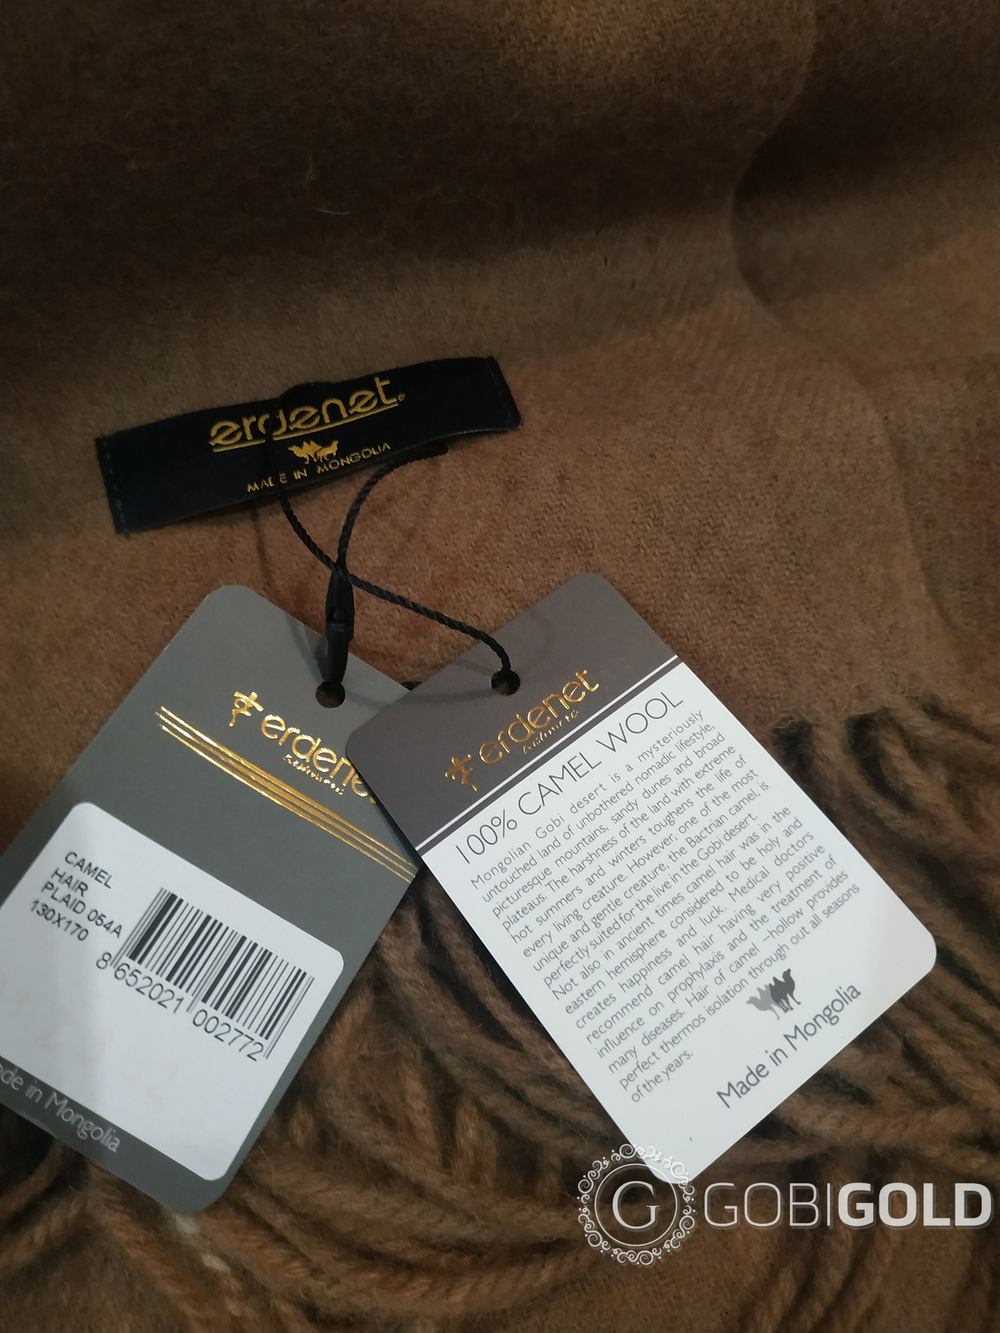 erdenet
MADE IN MONGOLIA
erdenet
CAMEL
HAIR
PLAID 054A
130X170
8 652021 002772
in Mongolia
erdenet
cashmere
100% CAMEL WOOL
Mongolian Gobi desert is a mysteriously
untouched land of unbothered nomadic lifestyle,
picturesque mountains, sandy dunes and broad
plateaus. The harshness of the land with extreme
hot summers and winters toughens the life of
every living creature. However, one of the most
unique and gentle creature, the Bactrian camel, is
perfectly suited for the live in the Gobi desert.
Not also in ancient times camel hair was in the
eastern hemisphere considered to be holy and
creates happiness and luck. Medical doctors
recommend camel hair having very positive
influence on prophylaxis and the treatment of
many diseases. Hair of camel –hollow provides
perfect thermos isolation through out all seasons
of the years.
Made in Mongolia
G GOBIGOLD